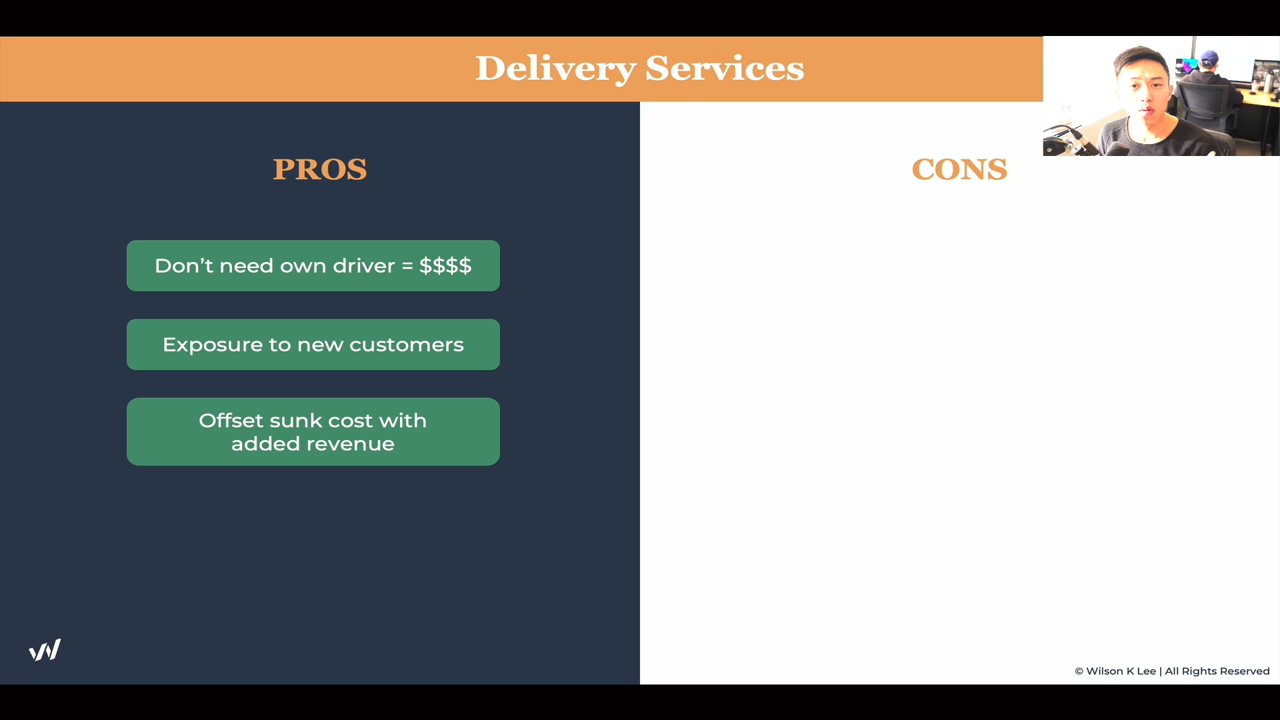 Delivery Services
PROS
Don’t need own driver = $$$$
Exposure to new customers
Offset sunk cost with
added revenue
CONS
© Wilson K Lee | All Rights Reserved